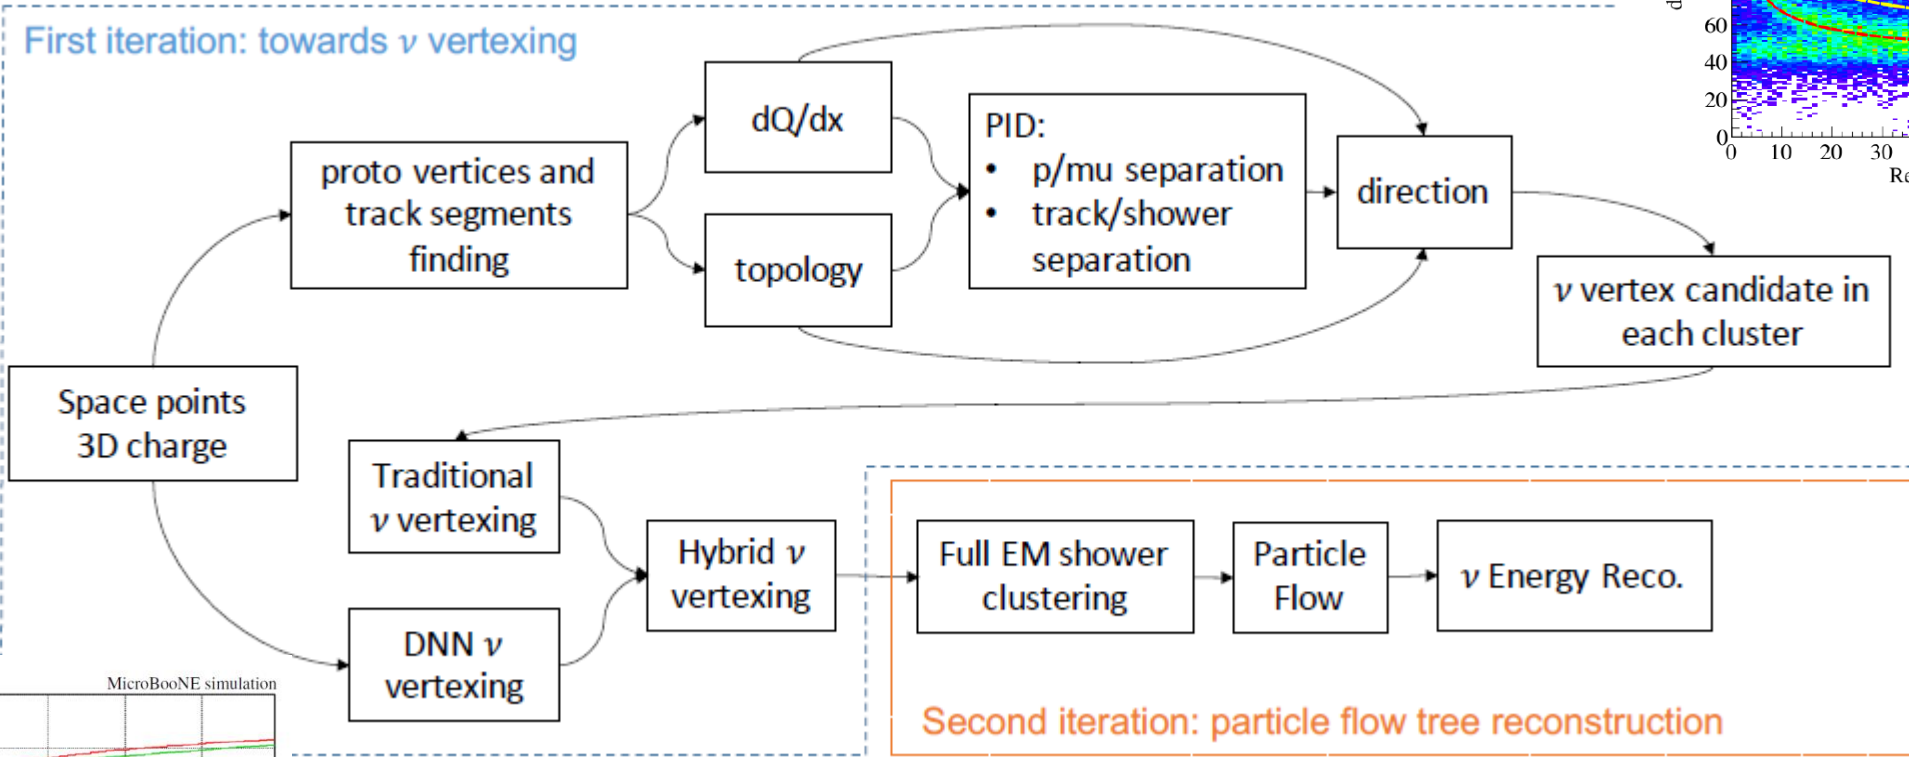 First iteration: towards ν vertexing
dQ/dx
proto vertices and
track segments
finding
topology
PID:
• p/mu separation
• track/shower
separation
direction
ν vertex candidate in
each cluster
Space points
3D charge
Traditional
ν vertexing
DNN ν
vertexing
Hybrid ν
vertexing
Full EM shower
clustering
Particle
Flow
ν Energy Reco.
Second iteration: particle flow tree reconstruction
MicroBooNE simulation
60
40
20
0
0 10 20 30
Re